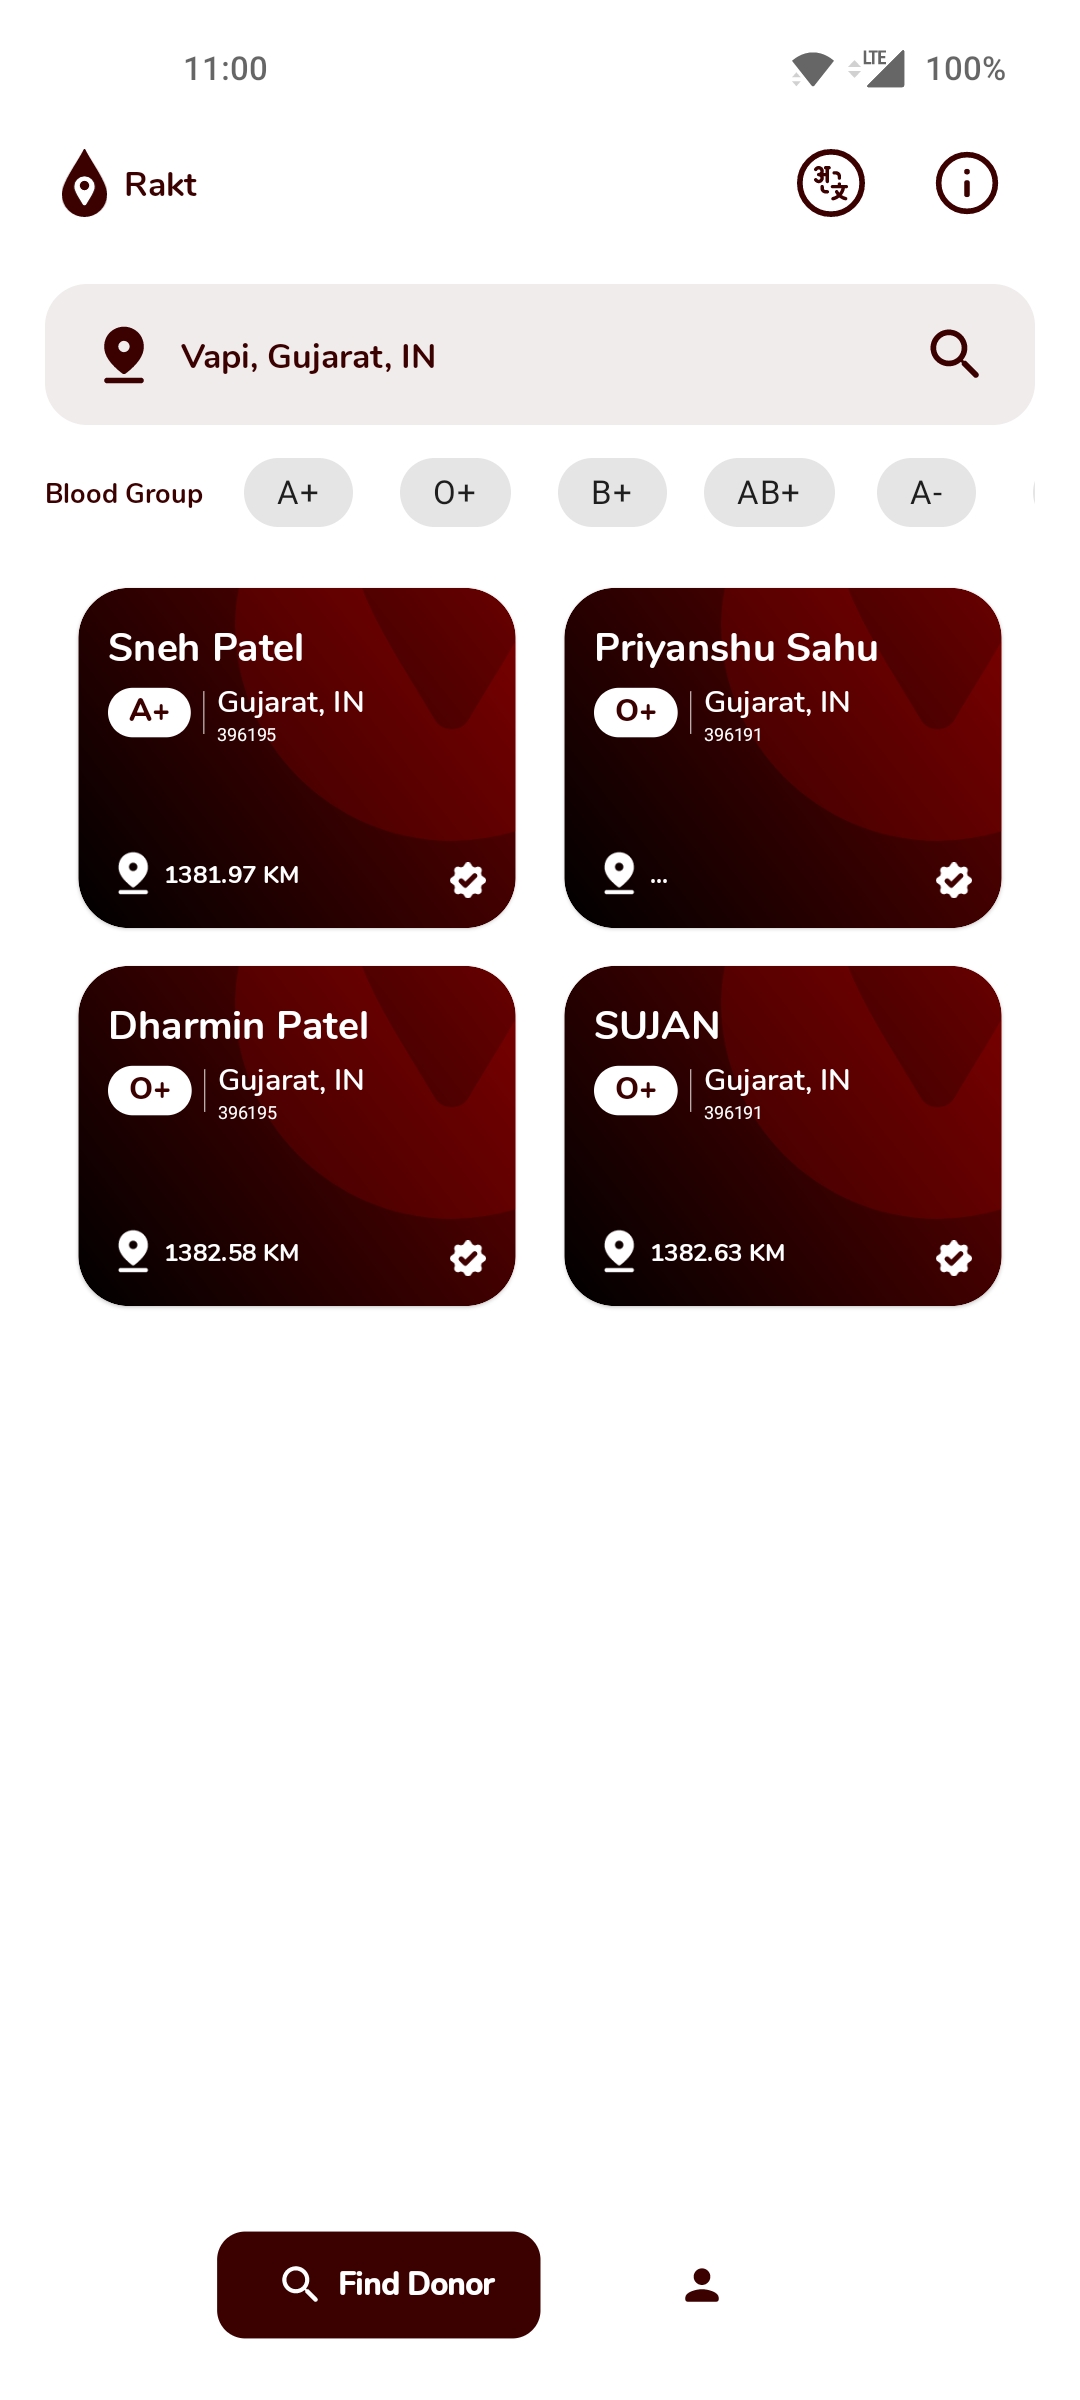 11:00
LTE
100%
Rakt
अ 文
Vapi, Gujarat, IN
Blood Group
A+
O+
B+
AB+
A-
Sneh Patel
A+
Gujarat, IN
396195
1381.97 KM
Priyanshu Sahu
O+
Gujarat, IN
396191
...
Dharmin Patel
O+
Gujarat, IN
396195
1382.58 KM
SUJAN
O+
Gujarat, IN
396191
1382.63 KM
Find Donor